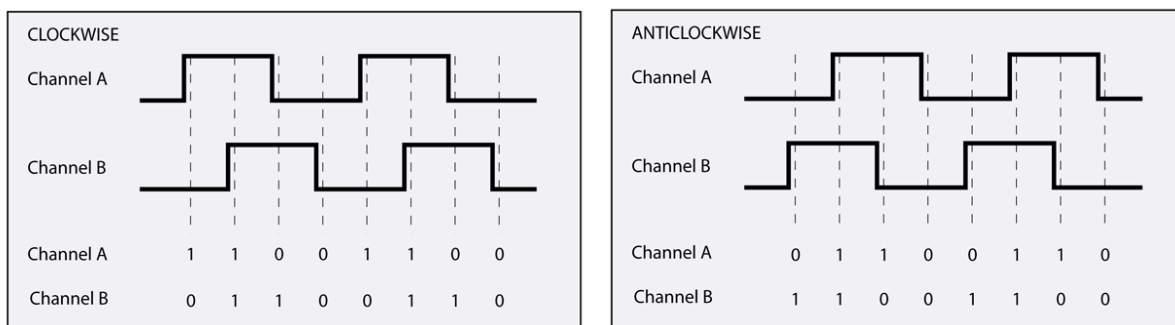 CLOCKWISE
Channel A
Channel B
Channel A 1 1 0 0 1 1 0 0
Channel B 0 1 1 0 0 1 1 0
ANTICLOCKWISE
Channel A
Channel B
Channel A 0 1 1 0 0 1 1 0
Channel B 1 1 0 0 1 1 0 0